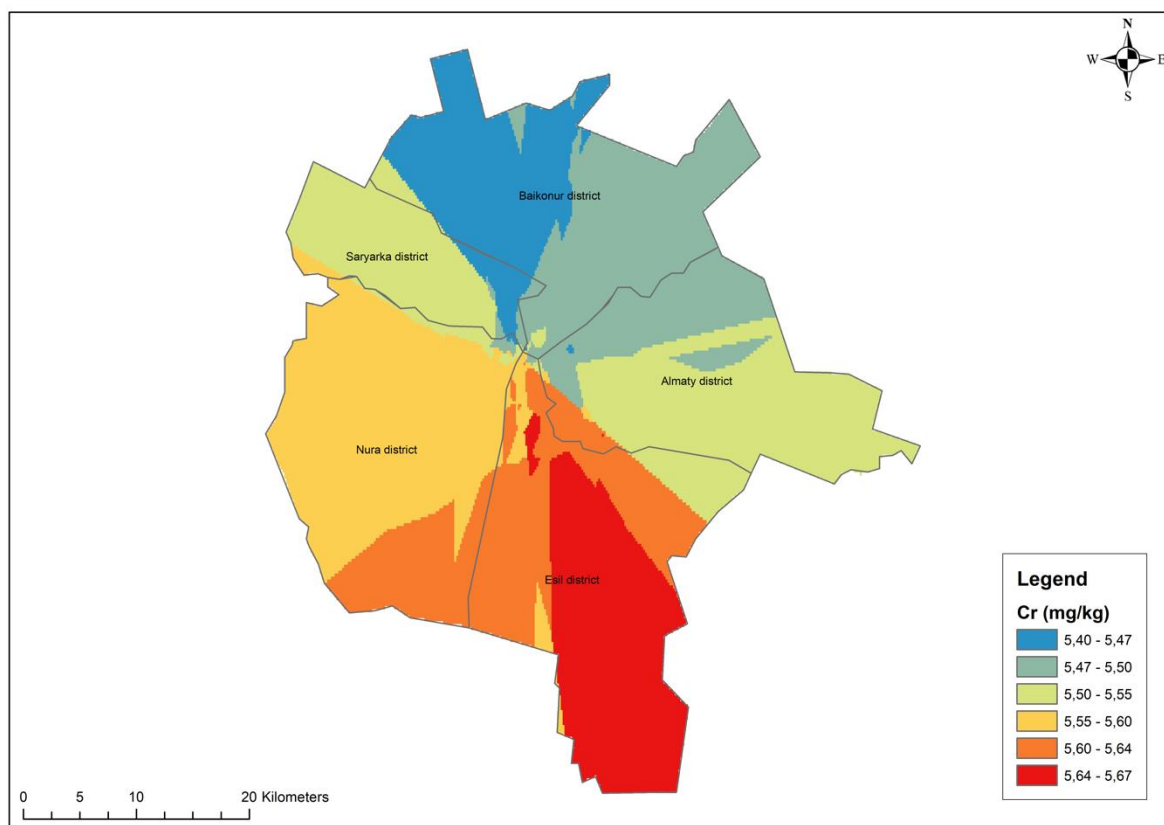 N
W E
S
Baikonur district
Saryarka district
Almaty district
Nura district
Esil district
Legend
Cr (mg/kg)
5,40 - 5,47
5,47 - 5,50
5,50 - 5,55
5,55 - 5,60
5,60 - 5,64
5,64 - 5,67
0 5 10 20 Kilometers